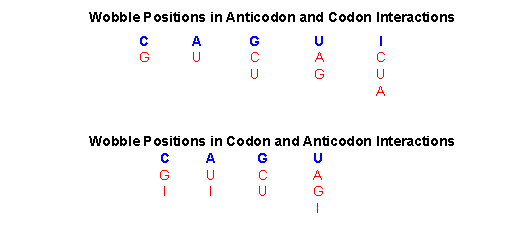 Wobble Positions in Anticodon and Codon Interactions
C A G U I
G U C A C
U G U
A
Wobble Positions in Codon and Anticodon Interactions
C A G U
G U C A
I I U G
I